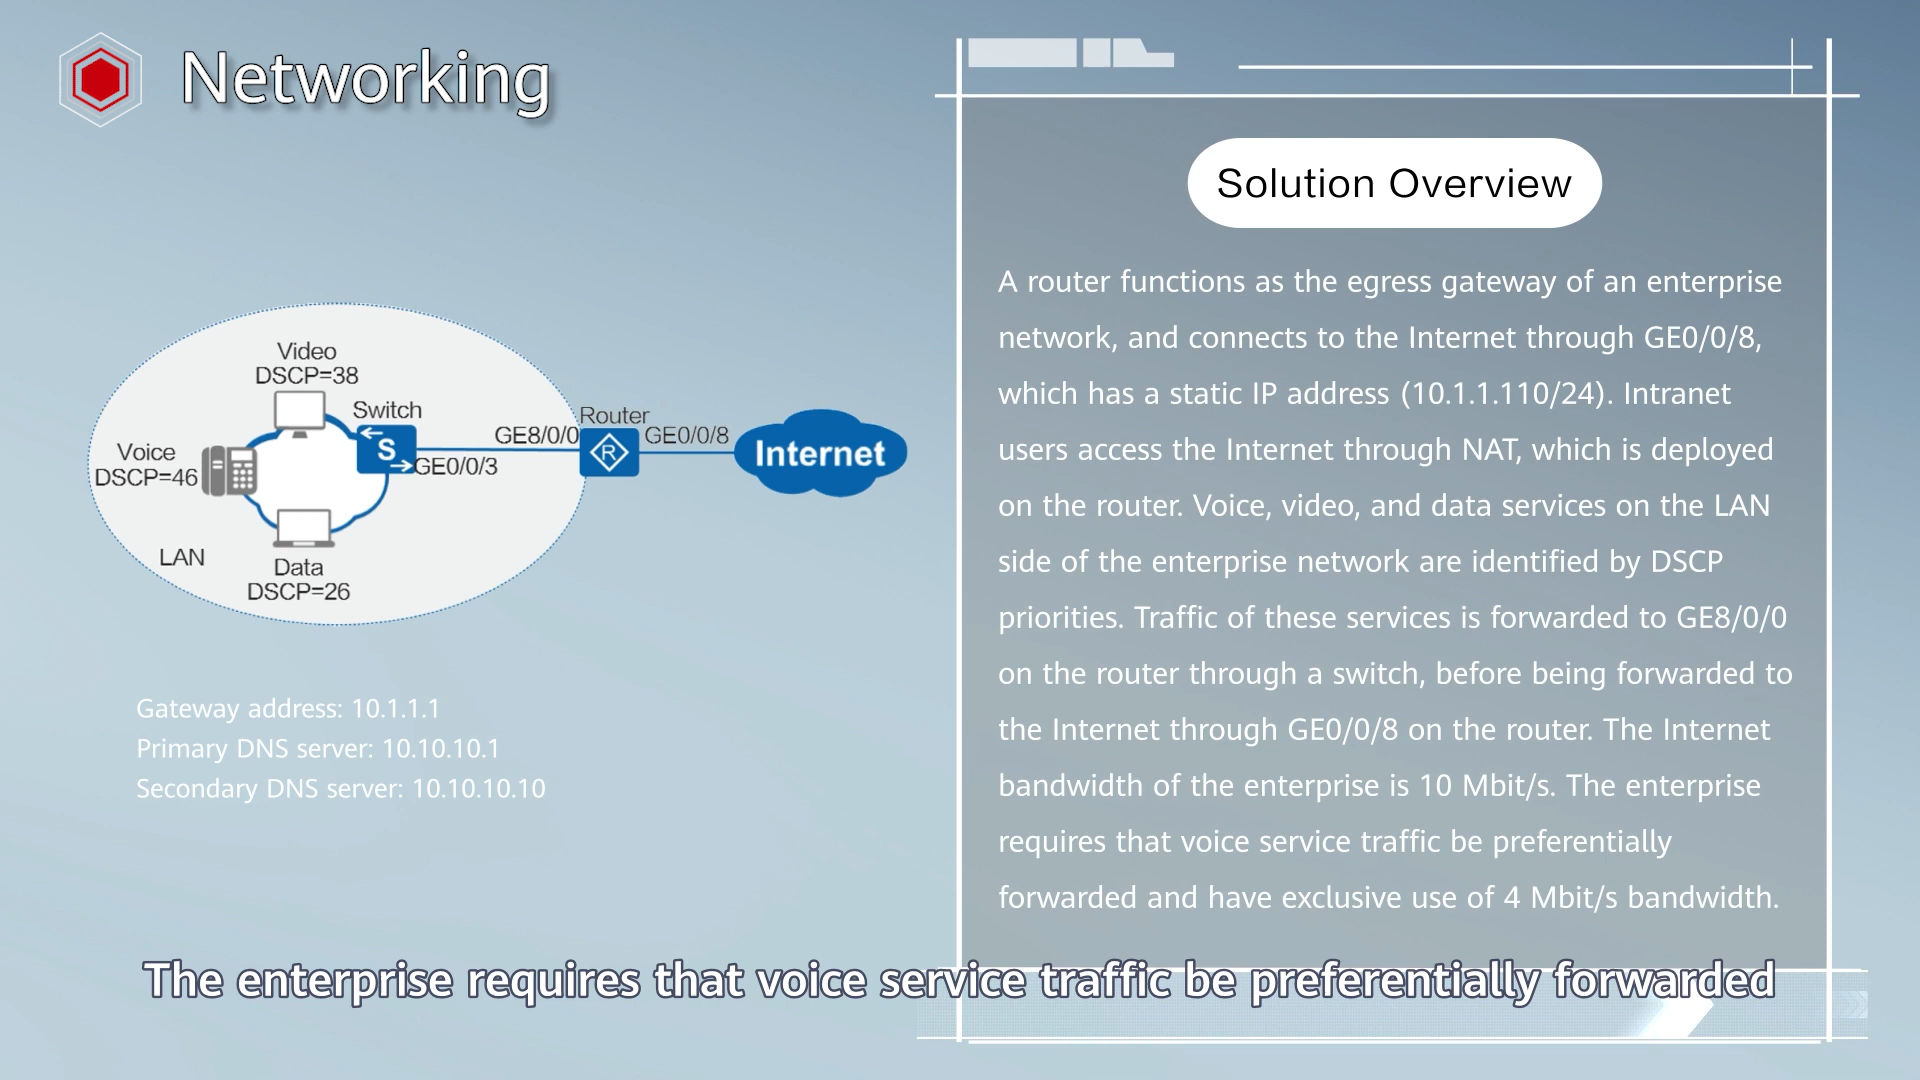 Networking
Solution Overview
A router functions as the egress gateway of an enterprise
network, and connects to the Internet through GE0/0/8,
which has a static IP address (10.1.1.110/24). Intranet
users access the Internet through NAT, which is deployed
on the router. Voice, video, and data services on the LAN
side of the enterprise network are identified by DSCP
priorities. Traffic of these services is forwarded to GE8/0/0
on the router through a switch, before being forwarded to
the Internet through GE0/0/8 on the router. The Internet
bandwidth of the enterprise is 10 Mbit/s. The enterprise
requires that voice service traffic be preferentially
forwarded and have exclusive use of 4 Mbit/s bandwidth.
Video
DSCP=38
Switch
S
GE0/0/3
Voice
DSCP=46
LAN
Data
DSCP=26
GE8/0/0
Router
R
GE0/0/8
Internet
Gateway address: 10.1.1.1
Primary DNS server: 10.10.10.1
Secondary DNS server: 10.10.10.10
The enterprise requires that voice service traffic be preferentially forwarded